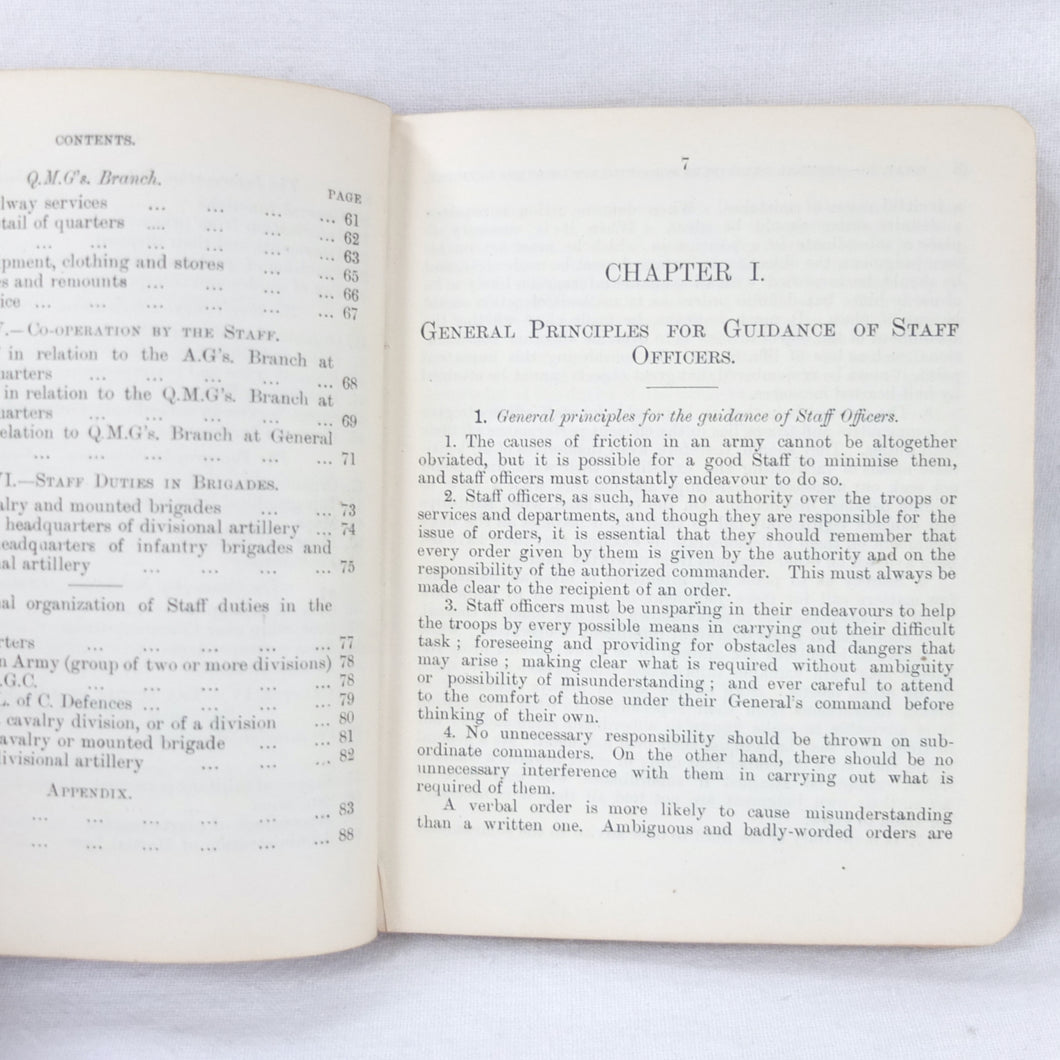 CONTENTS.
Q.M.G's. Branch.
PAGE
lway services ... ... ... ... 61
tail of quarters .... ... ... ... 62
... ... ... ... 63
pment, clothing and stores ... ... 65
s and remounts ... ... ... ... 66
ice ... ... ... ... ... 67
V.—CO-OPERATION BY THE STAFF.
in relation to the A.G's. Branch at
uarters ... ... ... ... ... 68
in relation to the Q.M.G's. Branch at
uarters ... ... ... ... ... 69
elation to Q.M.G's. Branch at General
... ... ... ... ... 71
VI.—STAFF DUTIES IN BRIGADES.
alry and mounted brigades ... ... 73
headquarters of divisional artillery ... 74
headquarters of infantry brigades and
nal artillery ... ... ... ... 75
nal organization of Staff duties in the
rters ... ... ... ... ... 77
n Army (group of two or more divisions) 78
.G.C. ... ... ... ... ... 78
L. of C. Defences ... ... ... ... 79
cavalry division, or of a division ... 80
avalry or mounted brigade ... ... 81
divisional artillery ... ... ... 82
APPENDIX.
... ... ... ... ... 83
... ... ... ... ... 88
7
CHAPTER I.
GENERAL PRINCIPLES FOR GUIDANCE OF STAFF
OFFICERS.
1. General principles for the guidance of Staff Officers.
1. The causes of friction in an army cannot be altogether
obviated, but it is possible for a good Staff to minimise them,
and staff officers must constantly endeavour to do so.
2. Staff officers, as such, have no authority over the troops or
services and departments, and though they are responsible for the
issue of orders, it is essential that they should remember that
every order given by them is given by the authority and on the
responsibility of the authorized commander. This must always be
made clear to the recipient of an order.
3. Staff officers must be unsparing in their endeavours to help
the troops by every possible means in carrying out their difficult
task ; foreseeing and providing for obstacles and dangers that
may arise ; making clear what is required without ambiguity
or possibility of misunderstanding ; and ever careful to attend
to the comfort of those under their General's command before
thinking of their own.
4. No unnecessary responsibility should be thrown on sub-
ordinate commanders. On the other hand, there should be no
unnecessary interference with them in carrying out what is
required of them.
A verbal order is more likely to cause misunderstanding
than a written one. Ambiguous and badly-worded orders are